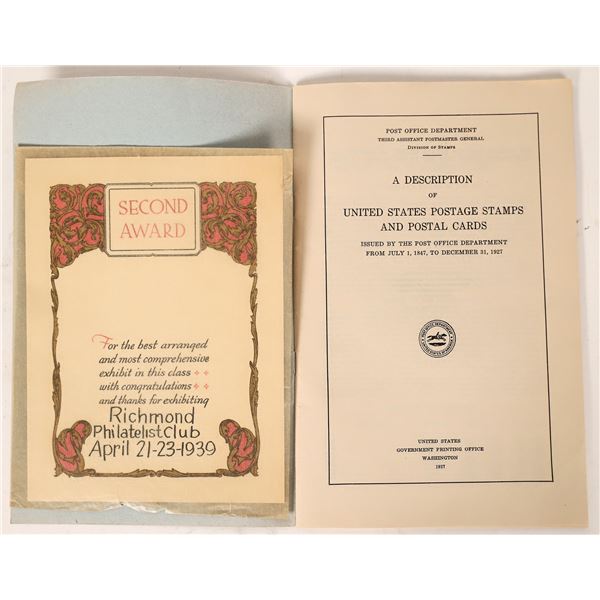 SECOND
AWARD
For the best arranged
and most comprehensive
exhibit in this class
with congratulations
and thanks for exhibiting
Richmond
Philatelist Club
April 21-23-1939
POST OFFICE DEPARTMENT
THIRD ASSISTANT POSTMASTER GENERAL
DIVISION OF STAMPS
A DESCRIPTION
OF
UNITED STATES POSTAGE STAMPS
AND POSTAL CARDS
ISSUED BY THE POST OFFICE DEPARTMENT
FROM JULY 1, 1847, TO DECEMBER 31, 1927
UNITED STATES
GOVERNMENT PRINTING OFFICE
WASHINGTON
1927